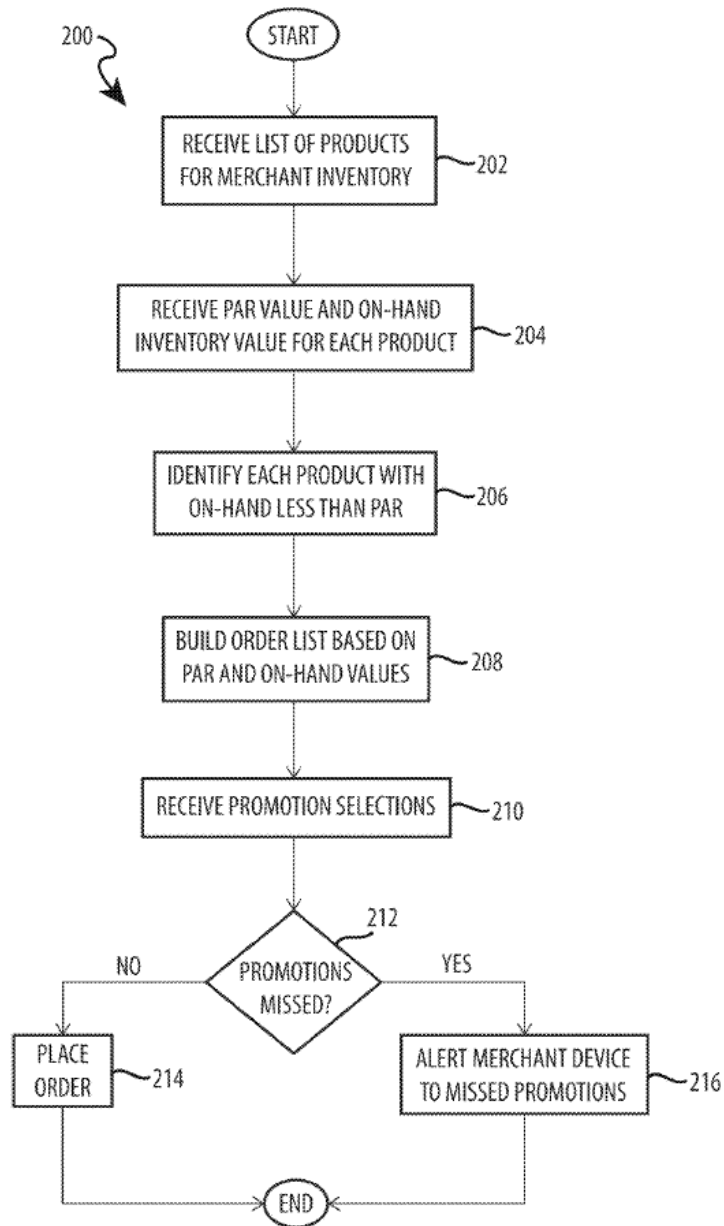 200
START
RECEIVE LIST OF PRODUCTS
FOR MERCHANT INVENTORY
202
RECEIVE PAR VALUE AND ON-HAND
INVENTORY VALUE FOR EACH PRODUCT
204
IDENTIFY EACH PRODUCT WITH
ON-HAND LESS THAN PAR
206
BUILD ORDER LIST BASED ON
PAR AND ON-HAND VALUES
208
RECEIVE PROMOTION SELECTIONS
210
212
PROMOTIONS
MISSED?
NO
YES
PLACE
ORDER
214
ALERT MERCHANT DEVICE
TO MISSED PROMOTIONS
216
END